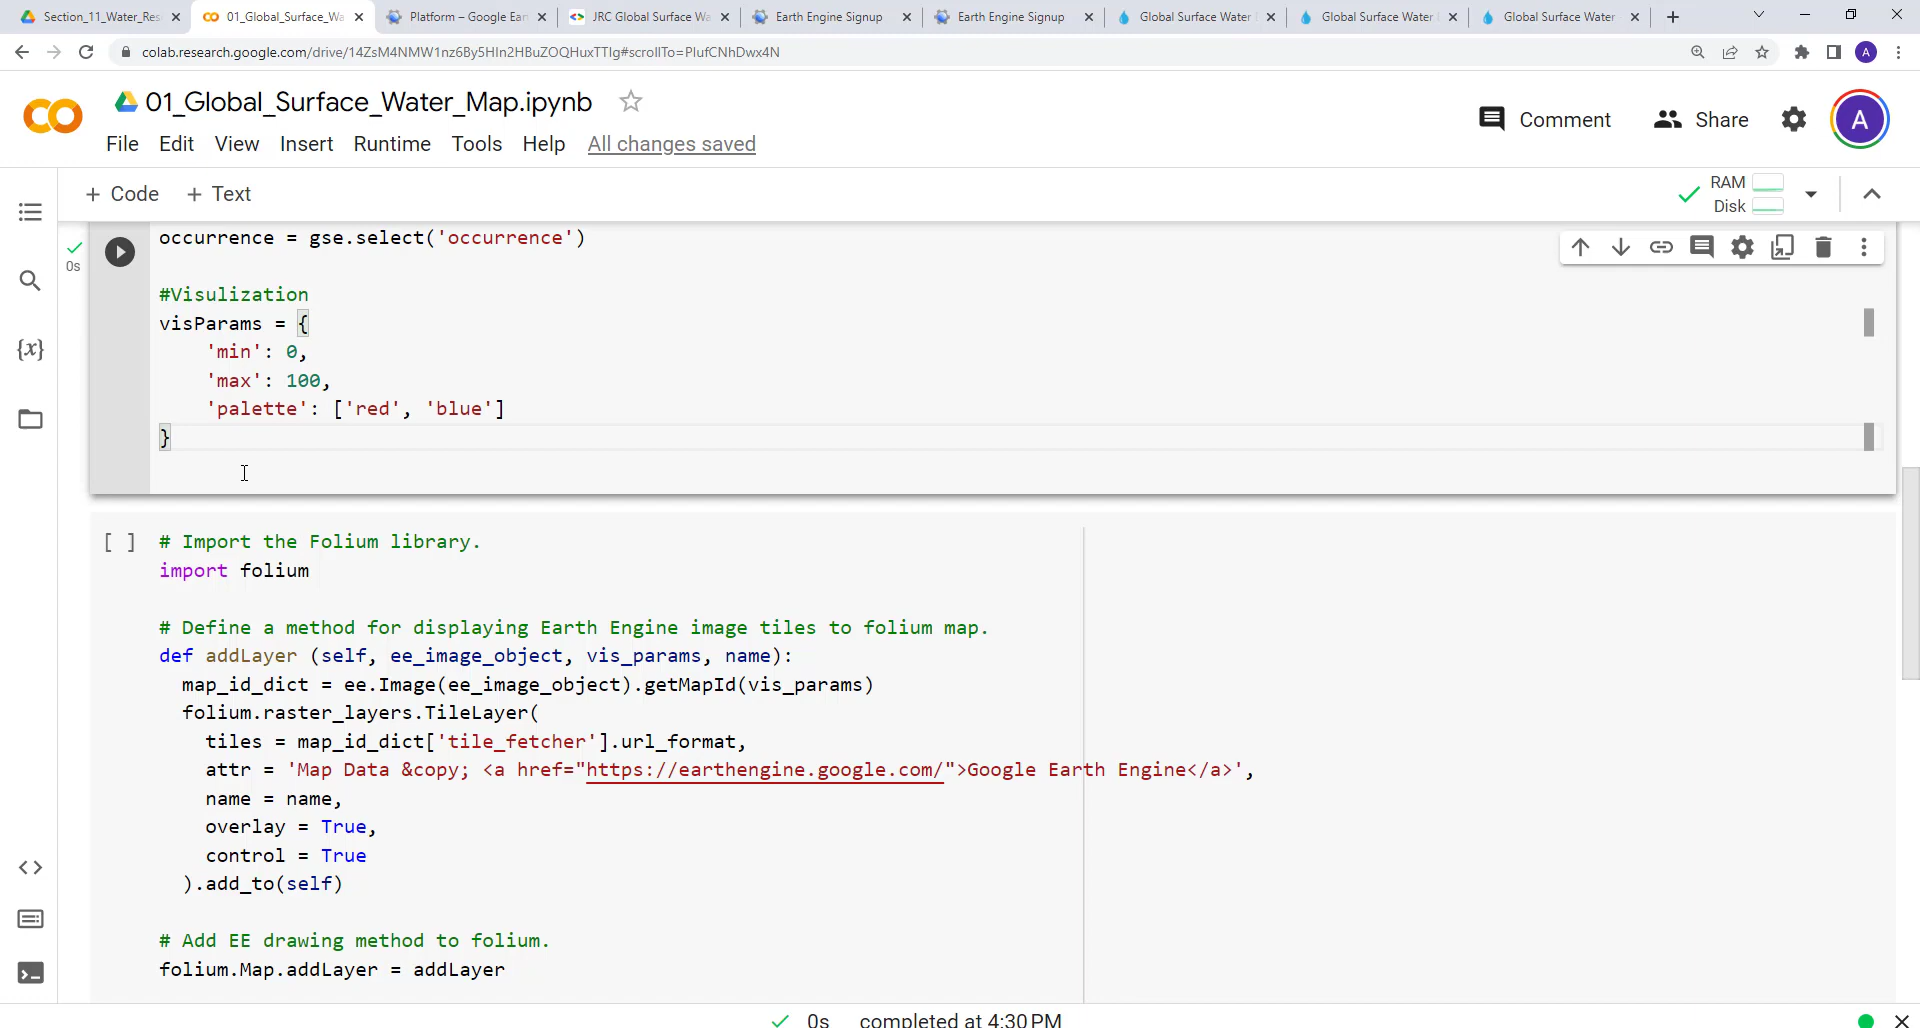 Section_11_Water_Res
01_Global_Surface_Wa
Platform – Google Ear
JRC Global Surface Wa
Earth Engine Signup
Earth Engine Signup
Global Surface Water
Global Surface Water
Global Surface Water
colab.research.google.com/drive/14ZsM4NMW1nz6By5HIn2HBuZOQHuxTTIg#scrollTo=PIufCNhDwx4N
A
01_Global_Surface_Water_Map.ipynb
Comment
Share
A
File Edit View Insert Runtime Tools Help All changes saved
+ Code + Text
RAM
Disk
0s
occurrence = gse.select('occurrence')
#Visulization
visParams = {
'min': 0,
'max': 100,
'palette': ['red', 'blue']
}
[ ]
# Import the Folium library.
import folium
# Define a method for displaying Earth Engine image tiles to folium map.
def addLayer (self, ee_image_object, vis_params, name):
map_id_dict = ee.Image(ee_image_object).getMapId(vis_params)
folium.raster_layers.TileLayer(
tiles = map_id_dict['tile_fetcher'].url_format,
attr = 'Map Data &copy; <a href="https://earthengine.google.com/">Google Earth Engine</a>',
name = name,
overlay = True,
control = True
).add_to(self)
# Add EE drawing method to folium.
folium.Map.addLayer = addLayer
0s completed at 4:30 PM